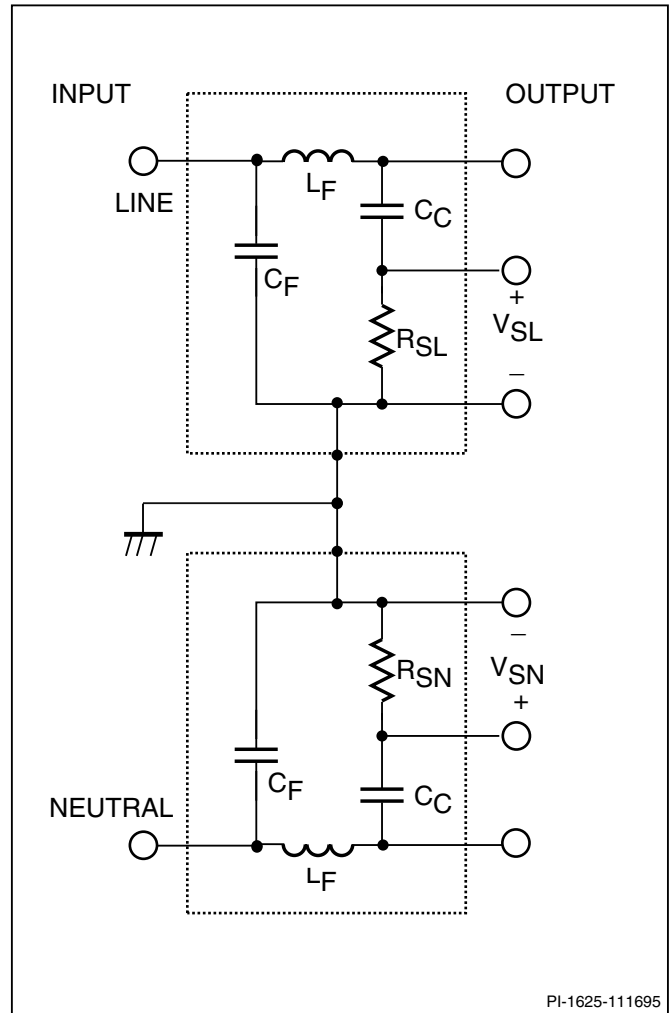 INPUT
OUTPUT
LINE
LF
CC
CF
+
VSL
RSL
–
–
RSN
VSN
+
CF
CC
NEUTRAL
LF
PI-1625-111695